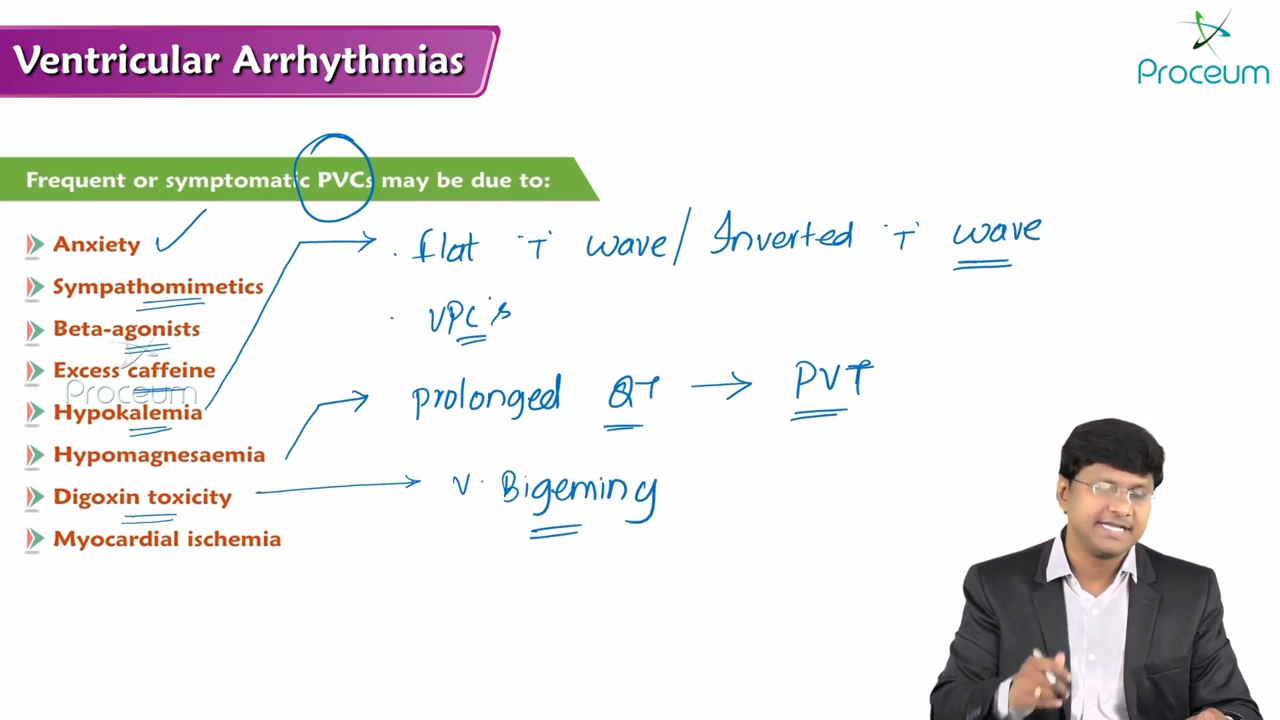 Ventricular Arrhythmias
Proceum
Frequent or symptomatic PVCs may be due to:
Anxiety
Sympathomimetics
Beta-agonists
Excess caffeine
Proceum
Hypokalemia
Hypomagnesaemia
Digoxin toxicity
Myocardial ischemia
. flat 'T' wave / Inverted 'T' wave
. VPC's
prolonged QT → PVT
V. Bigeminy